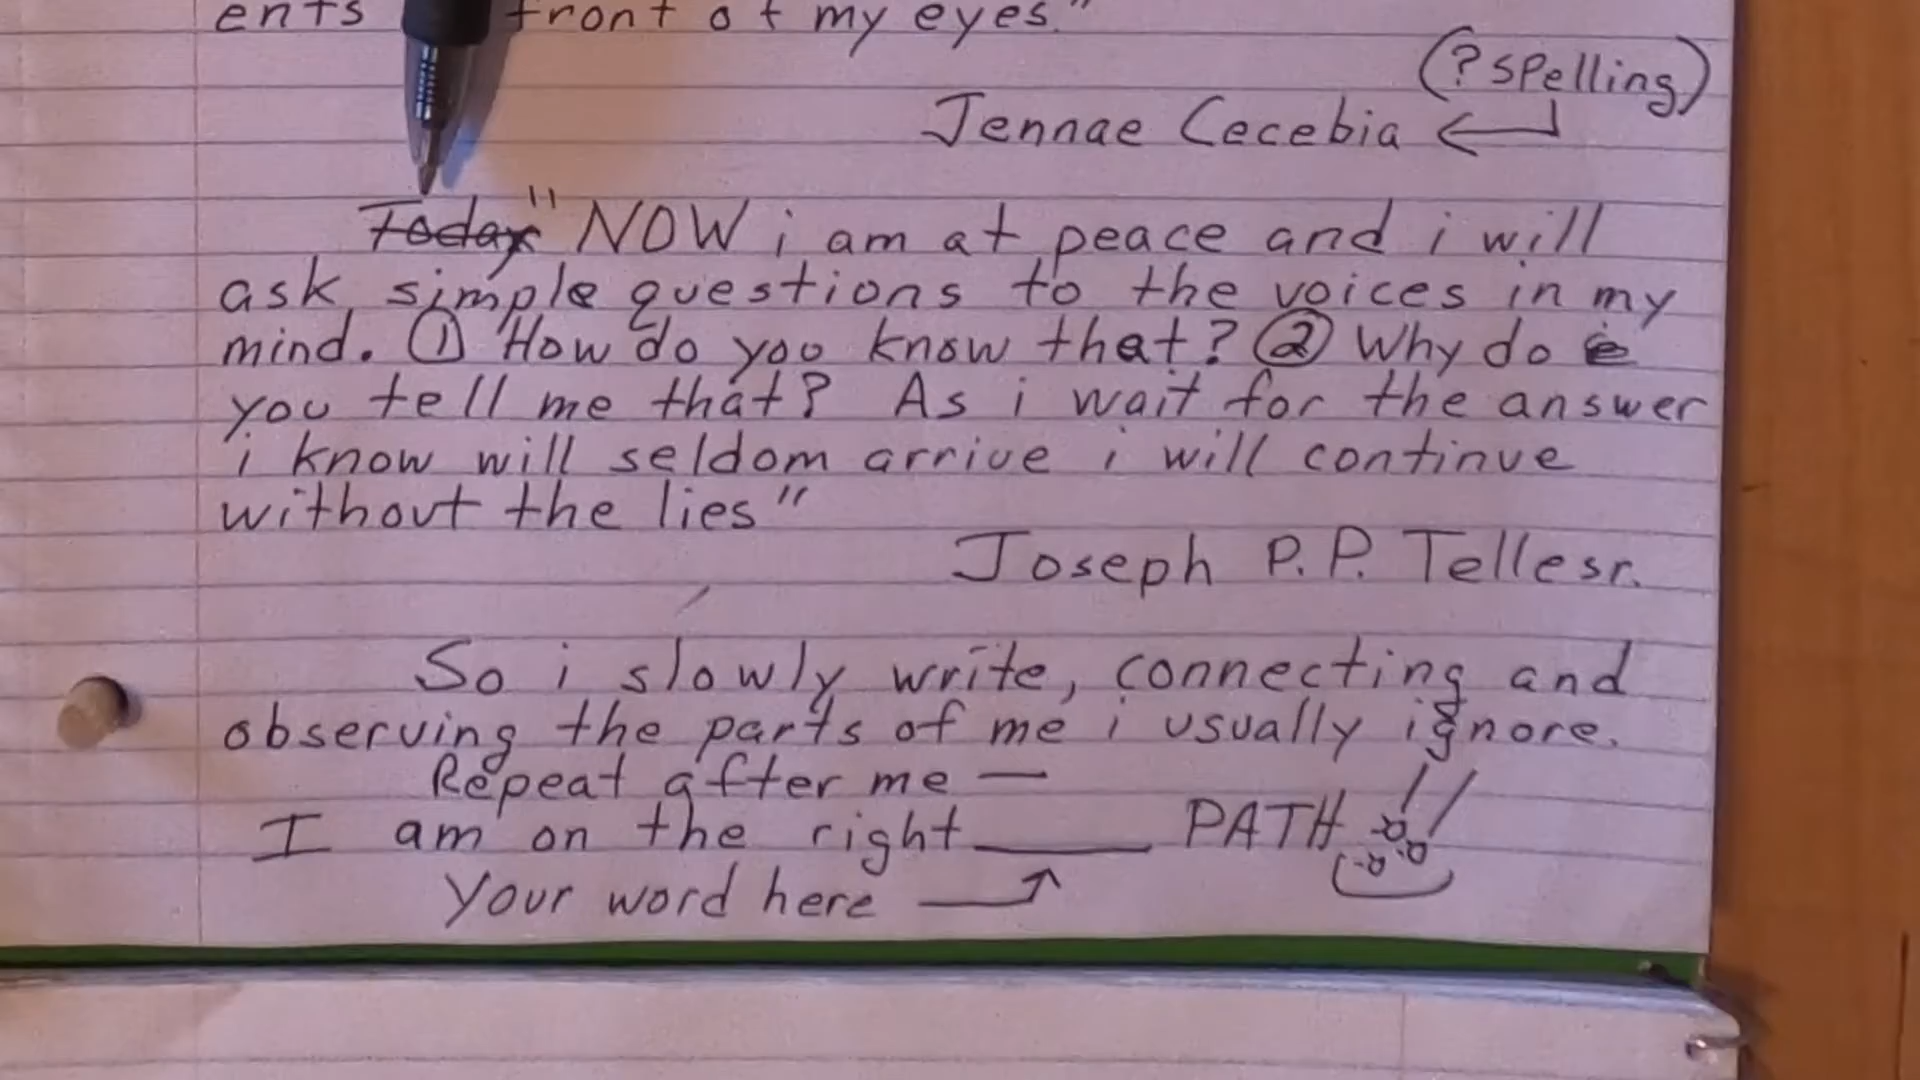 ents front of my eyes."
(? spelling)
Jennae Cecebia
Today "NOW i am at peace and i will
ask simple questions to the voices in my
mind. ① How do you know that? ② Why do
you tell me that? As i wait for the answer
i know will seldom arrive i will continue
without the lies"
Joseph P.P. Telles r.
So i slowly write, connecting and
observing the parts of me i usually ignore.
Repeat after me —
I am on the right ____ PATH !!
Your word here